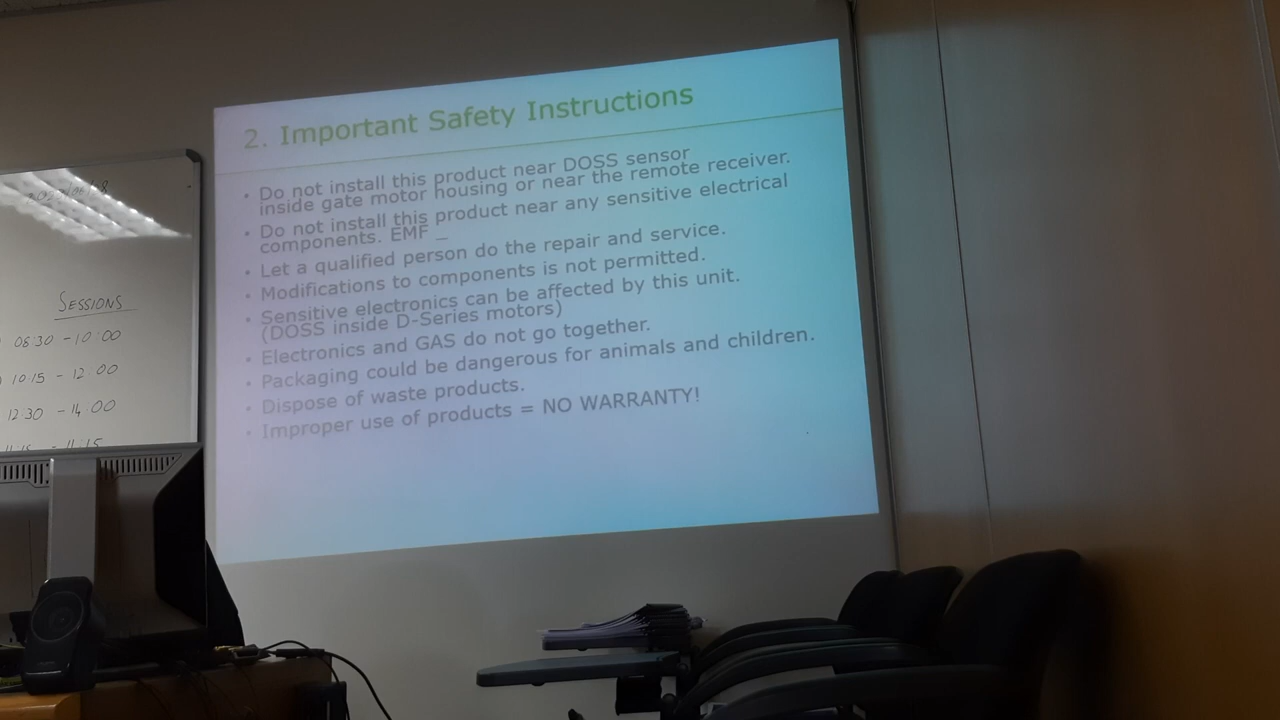 2. Important Safety Instructions
• Do not install this product near DOSS sensor
inside gate motor housing or near the remote receiver.
• Do not install this product near any sensitive electrical
components. EMF _
• Let a qualified person do the repair and service.
• Modifications to components is not permitted.
• Sensitive electronics can be affected by this unit.
(DOSS inside D-Series motors)
• Electronics and GAS do not go together.
• Packaging could be dangerous for animals and children.
• Dispose of waste products.
• Improper use of products = NO WARRANTY!
SESSIONS
08:30 - 10:00
10:15 - 12:00
12:30 - 14:00